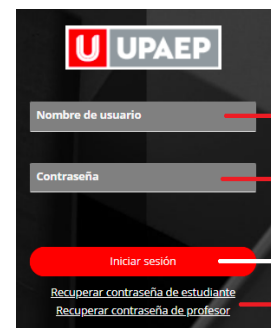 U UPAEP
Nombre de usuario
Contraseña
Iniciar sesión
Recuperar contraseña de estudiante
Recuperar contraseña de profesor